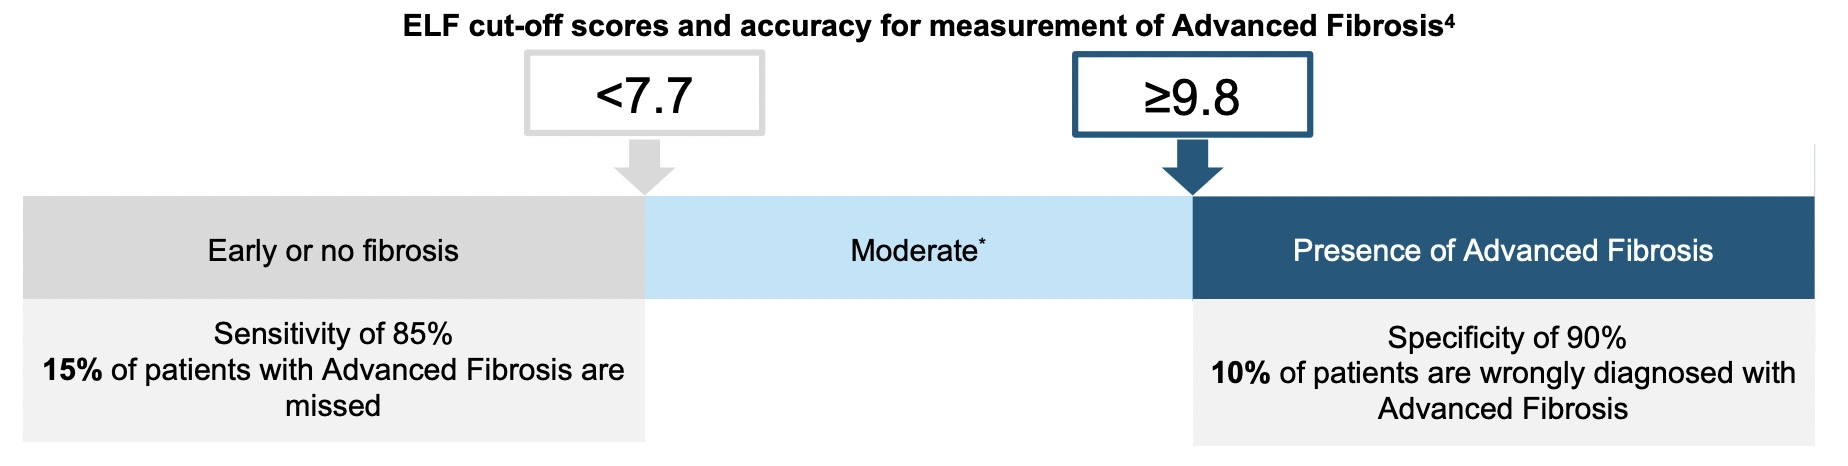 ELF cut-off scores and accuracy for measurement of Advanced Fibrosis⁴
<7.7
≥9.8
Early or no fibrosis
Moderate*
Presence of Advanced Fibrosis
Sensitivity of 85%
15% of patients with Advanced Fibrosis are
missed
Specificity of 90%
10% of patients are wrongly diagnosed with
Advanced Fibrosis